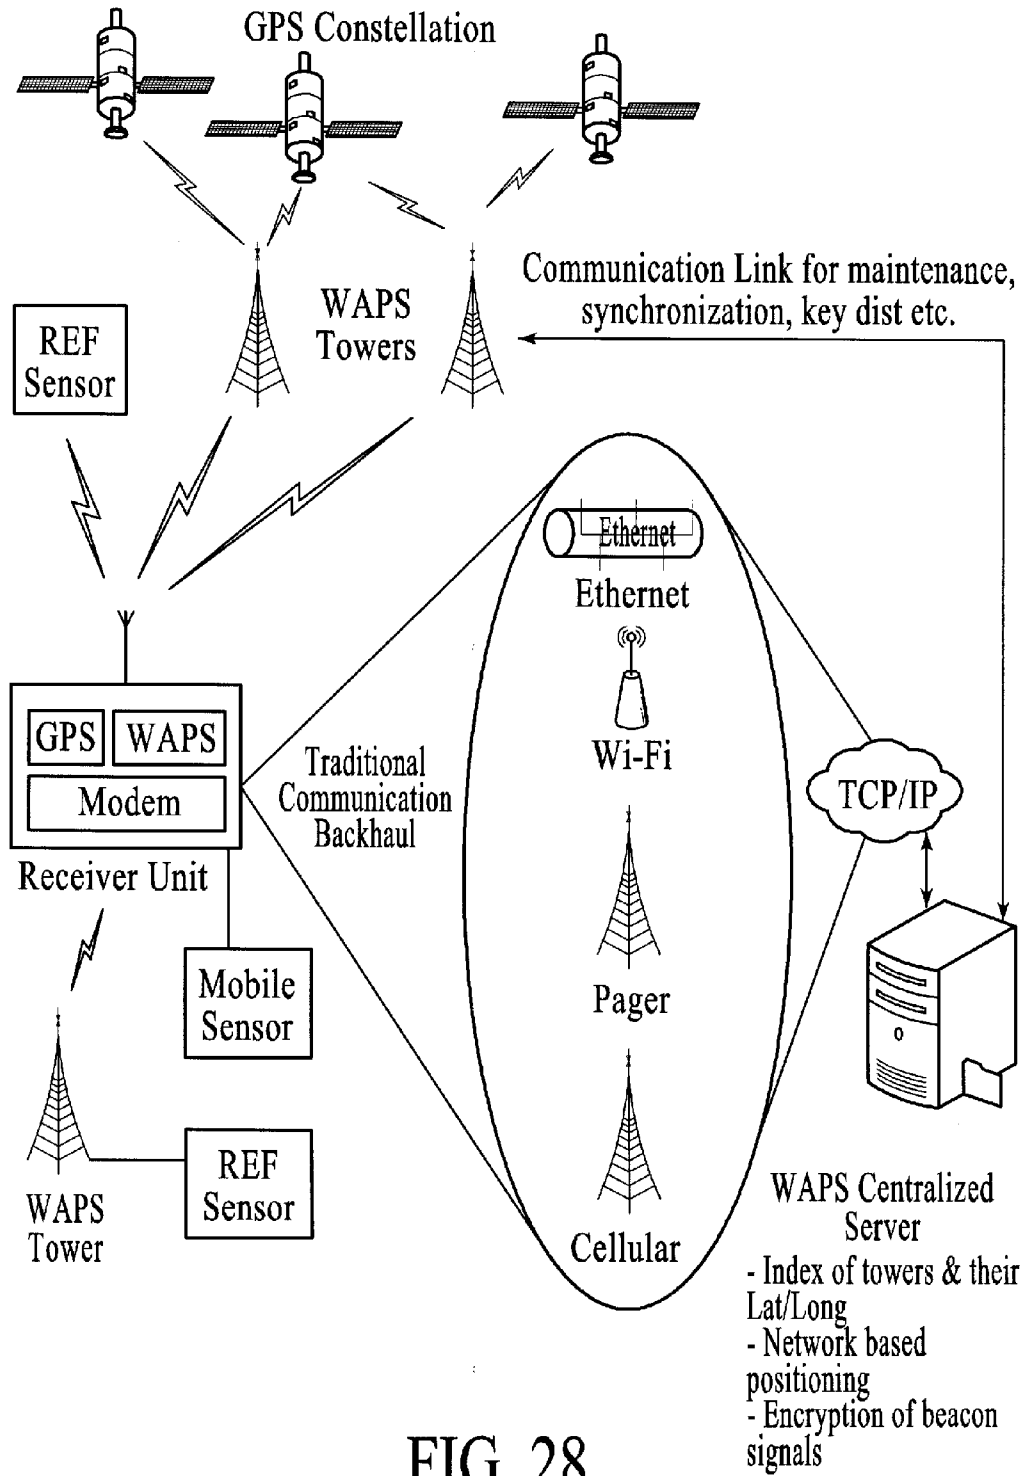 GPS Constellation
Communication Link for maintenance,
synchronization, key dist etc.
WAPS
Towers
REF
Sensor
Ethernet
Ethernet
Wi-Fi
GPS
WAPS
Modem
Receiver Unit
Traditional
Communication
Backhaul
TCP/IP
Pager
Mobile
Sensor
REF
Sensor
WAPS
Tower
Cellular
WAPS Centralized
Server
- Index of towers & their
Lat/Long
- Network based
positioning
- Encryption of beacon
signals
FIG. 28